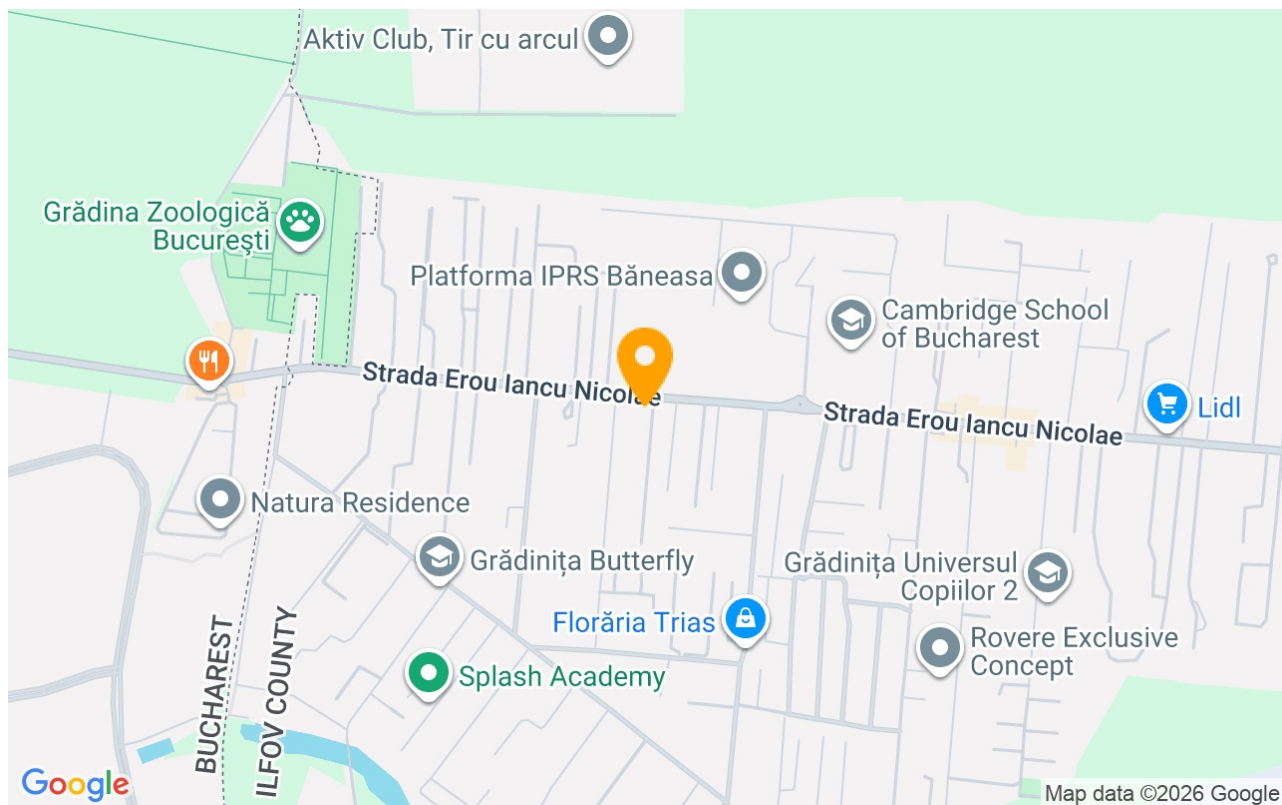 Aktiv Club, Tir cu arcul
Grădina Zoologică
Bucureşti
Platforma IPRS Băneasa
Cambridge School
of Bucharest
Strada Erou Iancu Nicolae
Strada Erou Iancu Nicolae
Lidl
Natura Residence
Grădinița Butterfly
Grădinița Universul
Copiilor 2
Florăria Trias
Rovere Exclusive
Concept
Splash Academy
BUCHAREST
ILFOV COUNTY
Google
Map data ©2026 Google